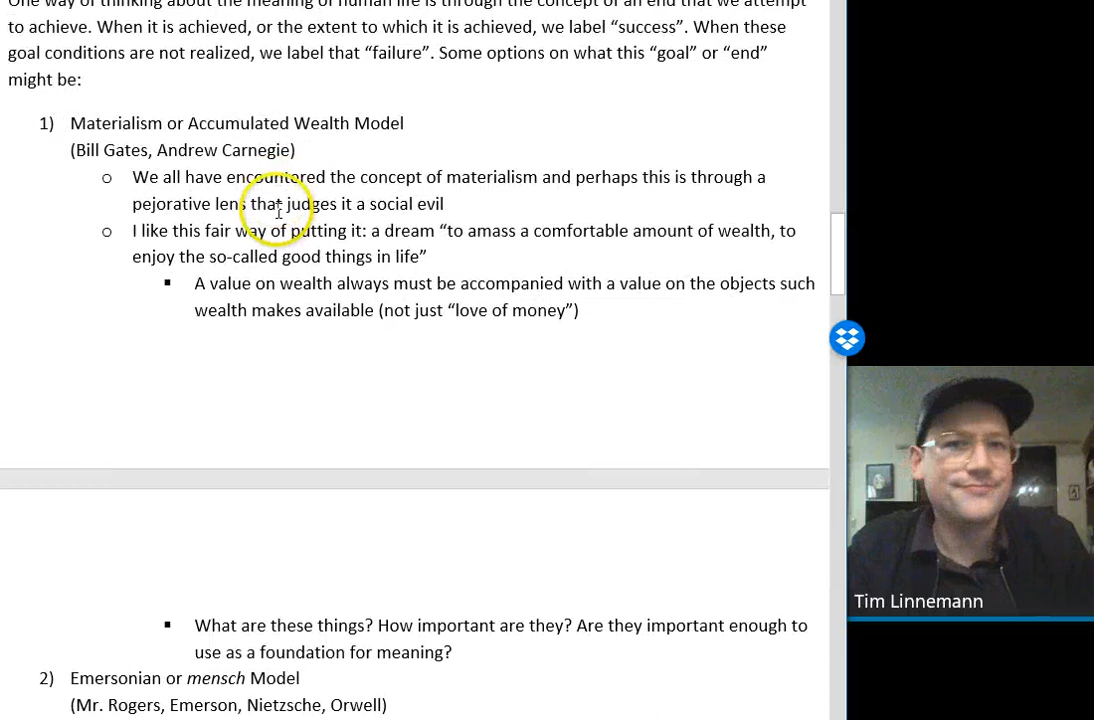 One way of thinking about the meaning of human life is through the concept of an end that we attempt
to achieve. When it is achieved, or the extent to which it is achieved, we label “success”. When these
goal conditions are not realized, we label that “failure”. Some options on what this “goal” or “end”
might be:
1) Materialism or Accumulated Wealth Model
(Bill Gates, Andrew Carnegie)
o We all have encountered the concept of materialism and perhaps this is through a
pejorative lens that judges it a social evil
o I like this fair way of putting it: a dream “to amass a comfortable amount of wealth, to
enjoy the so-called good things in life”
▪ A value on wealth always must be accompanied with a value on the objects such
wealth makes available (not just “love of money”)
Tim Linnemann
▪ What are these things? How important are they? Are they important enough to
use as a foundation for meaning?
2) Emersonian or mensch Model
(Mr. Rogers, Emerson, Nietzsche, Orwell)